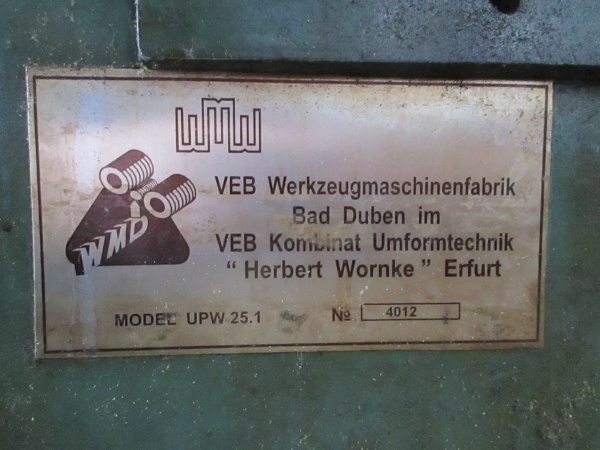 WMW
WMD
VEB Werkzeugmaschinenfabrik
Bad Duben im
VEB Kombinat Umformtechnik
“ Herbert Wornke ” Erfurt
MODEL UPW 25.1 № 4012